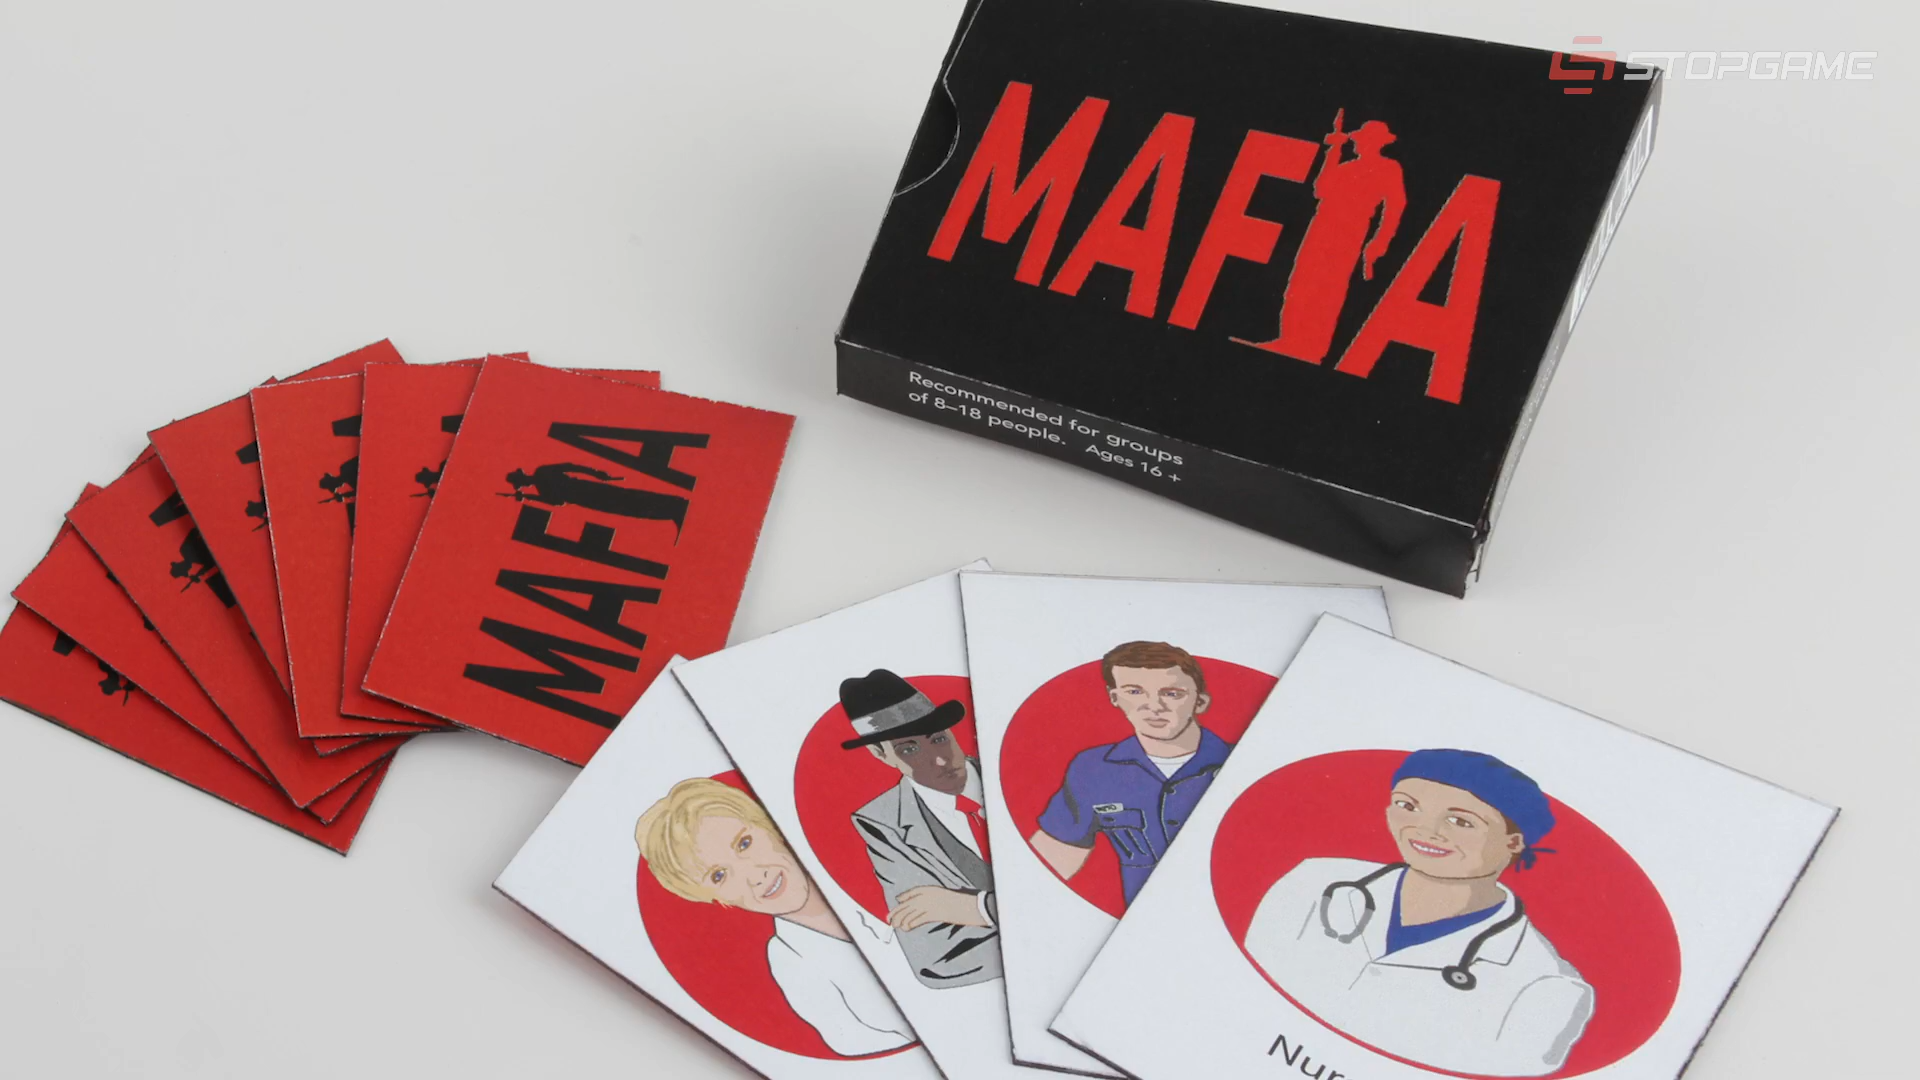 STOPGAME
MAFIA
Recommended for groups
of 8–18 people. Ages 16 +
MAFIA